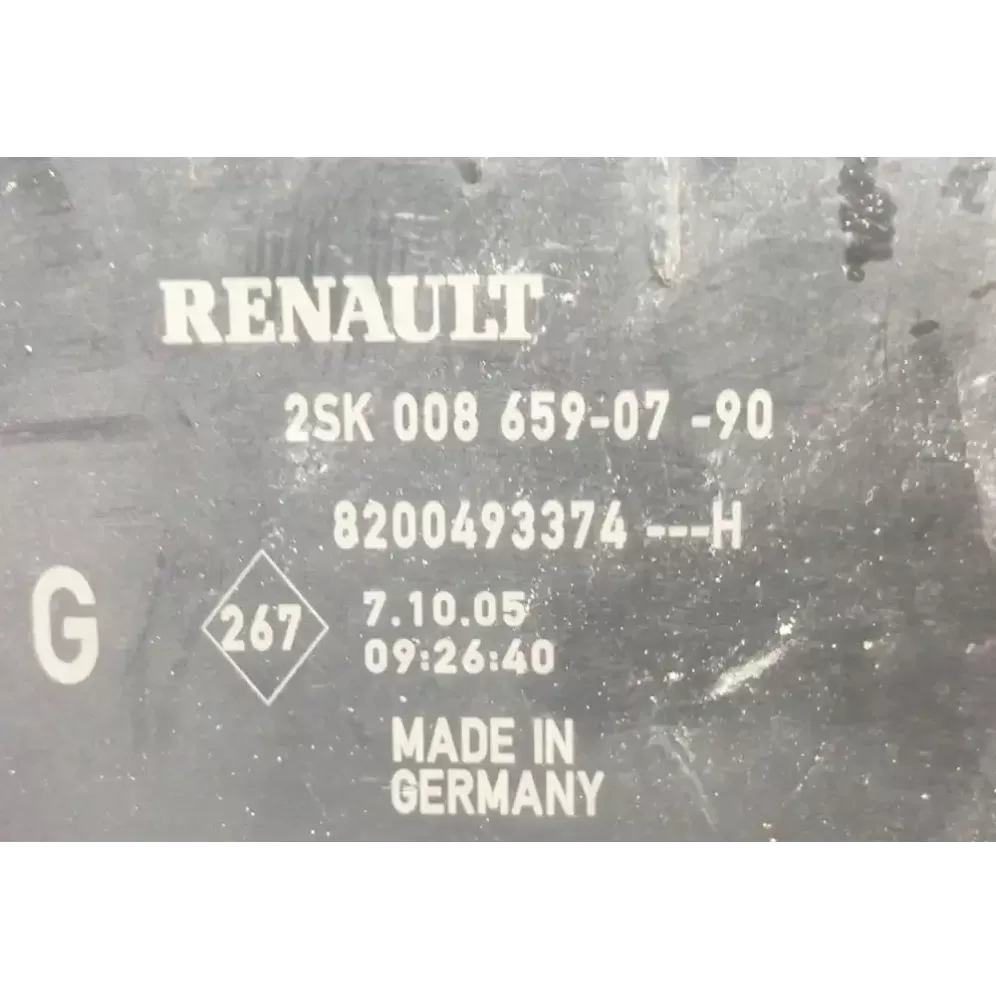 RENAULT
2SK 008 659-07 -90
8200493374 ---H
G
267
7.10.05
09:26:40
MADE IN
GERMANY